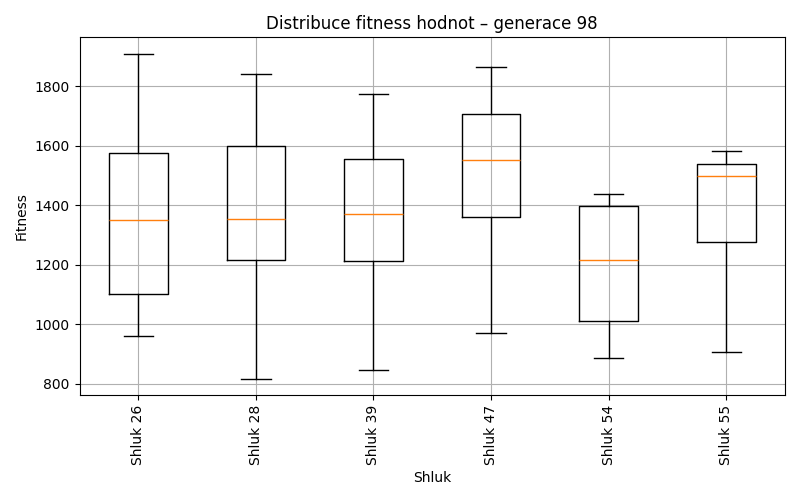 Distribuce fitness hodnot – generace 98
Fitness
1800
1600
1400
1200
1000
800
Shluk 26
Shluk 28
Shluk 39
Shluk 47
Shluk 54
Shluk 55
Shluk